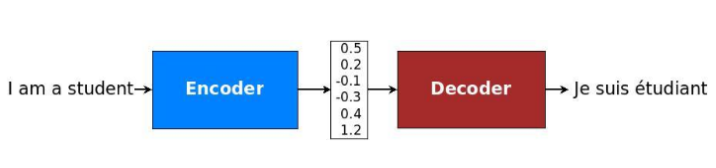 I am a student
Encoder
0.5
0.2
-0.1
-0.3
0.4
1.2
Decoder
Je suis étudiant